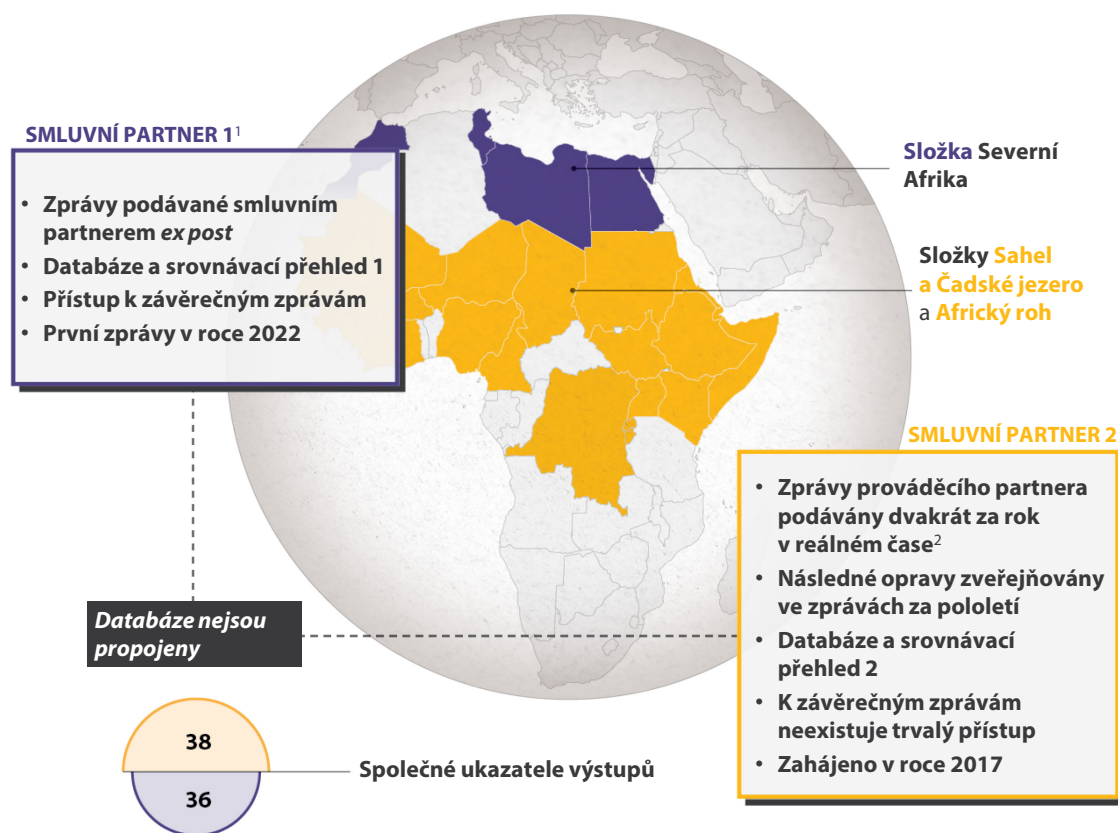 SMLUVNÍ PARTNER 1¹
• Zprávy podávané smluvním
partnerem ex post
• Databáze a srovnávací přehled 1
• Přístup k závěrečným zprávám
• První zprávy v roce 2022
Složka Severní
Afrika
Složky Sahel
a Čadské jezero
a Africký roh
SMLUVNÍ PARTNER 2
• Zprávy prováděcího partnera
podávány dvakrát za rok
v reálném čase²
• Následné opravy zveřejňovány
ve zprávách za pololetí
• Databáze a srovnávací
přehled 2
• K závěrečným zprávám
neexistuje trvalý přístup
• Zahájeno v roce 2017
Databáze nejsou
propojeny
38
36
Společné ukazatele výstupů